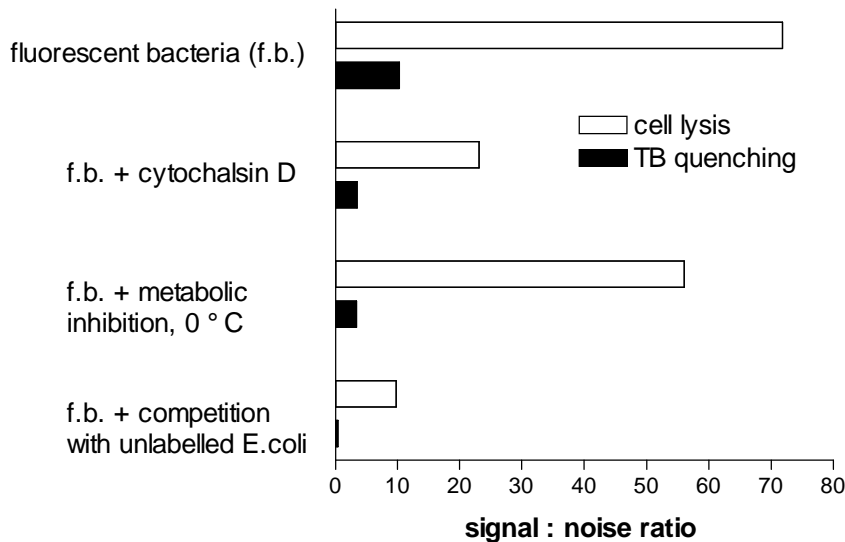 fluorescent bacteria (f.b.)
cell lysis
TB quenching
f.b. + cytochalsin D
f.b. + metabolic
inhibition, 0 ° C
f.b. + competition
with unlabelled E.coli
0 10 20 30 40 50 60 70 80
signal : noise ratio